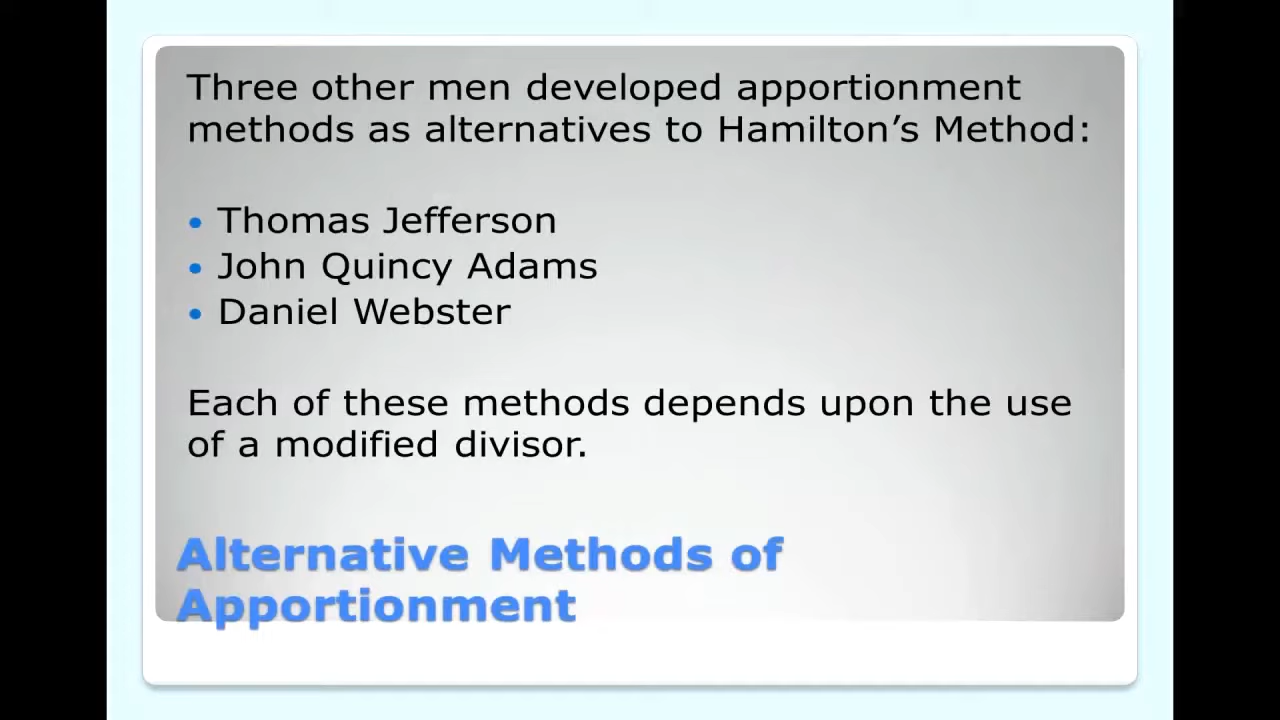 Three other men developed apportionment
methods as alternatives to Hamilton’s Method:
• Thomas Jefferson
• John Quincy Adams
• Daniel Webster
Each of these methods depends upon the use
of a modified divisor.
Alternative Methods of
Apportionment